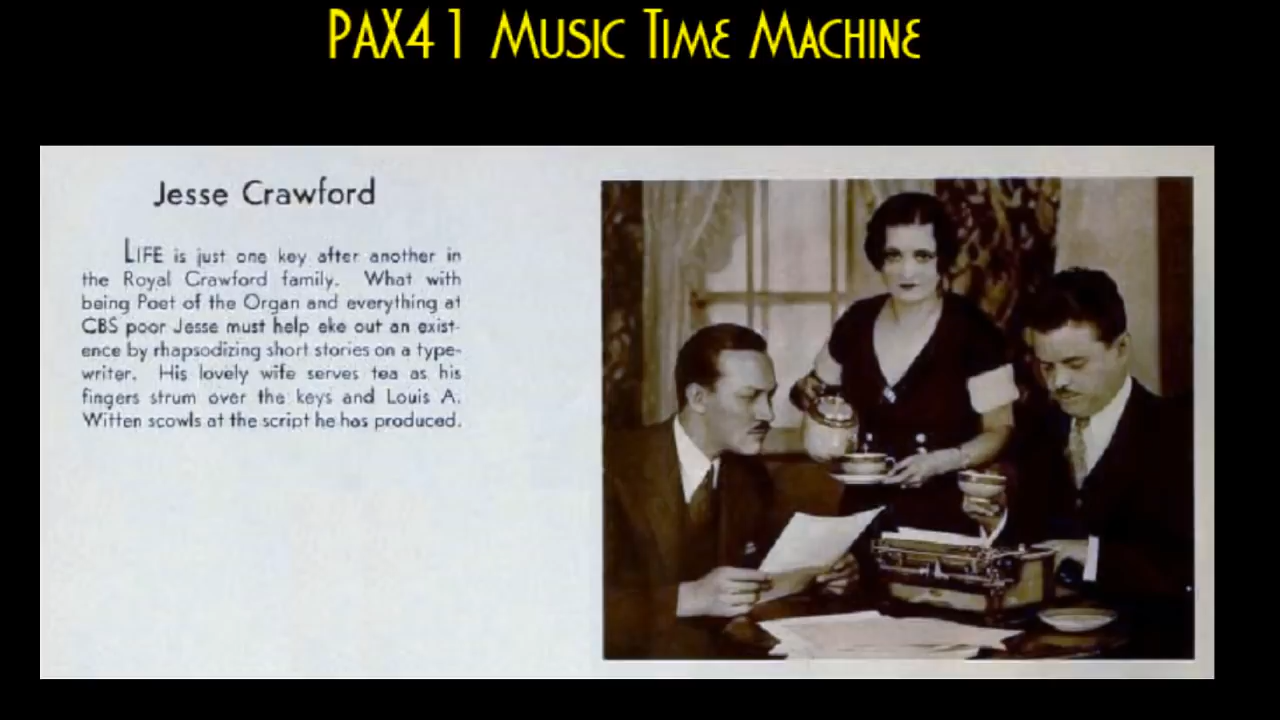 PAX41 Music Time Machine
Jesse Crawford
LIFE is just one key after another in
the Royal Crawford family. What with
being Poet of the Organ and everything at
CBS poor Jesse must help eke out an exist-
ence by rhapsodizing short stories on a type-
writer. His lovely wife serves tea as his
fingers strum over the keys and Louis A.
Witten scowls at the script he has produced.